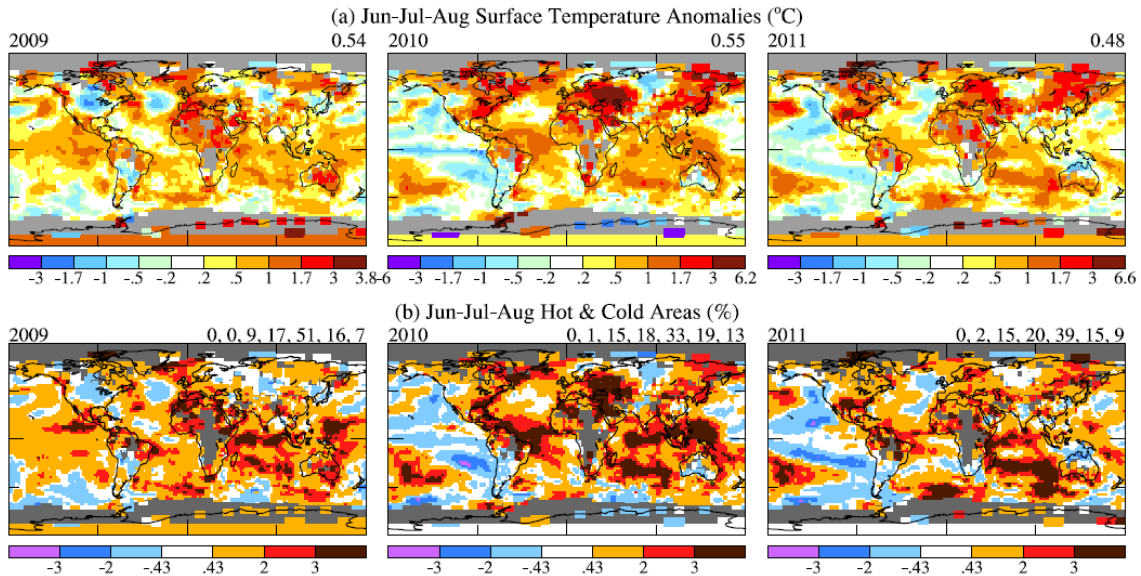 (a) Jun-Jul-Aug Surface Temperature Anomalies (°C)
2009 0.54 2010 0.55 2011 0.48
-3 -1.7 -1 -.5 -.2 .2 .5 1 1.7 3 3.8
-6 -3 -1.7 -1 -.5 -.2 .2 .5 1 1.7 3 6.2
-3 -1.7 -1 -.5 -.2 .2 .5 1 1.7 3 6.6
(b) Jun-Jul-Aug Hot & Cold Areas (%)
2009 0, 0, 9, 17, 51, 16, 7 2010 0, 1, 15, 18, 33, 19, 13 2011 0, 2, 15, 20, 39, 15, 9
-3 -2 -.43 .43 2 3
-3 -2 -.43 .43 2 3
-3 -2 -.43 .43 2 3